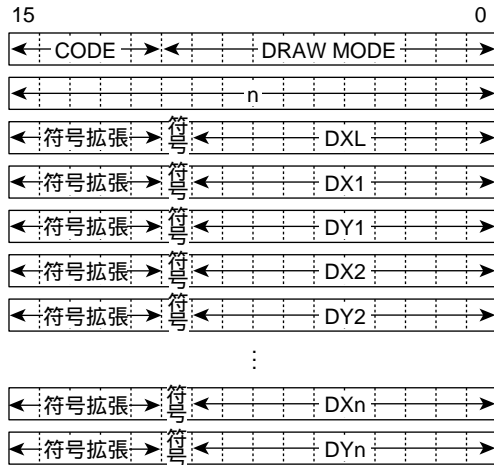 15 0
CODE DRAW MODE
n
符号拡張 符号 DXL
符号拡張 符号 DX1
符号拡張 符号 DY1
符号拡張 符号 DX2
符号拡張 符号 DY2
⋮
符号拡張 符号 DXn
符号拡張 符号 DYn